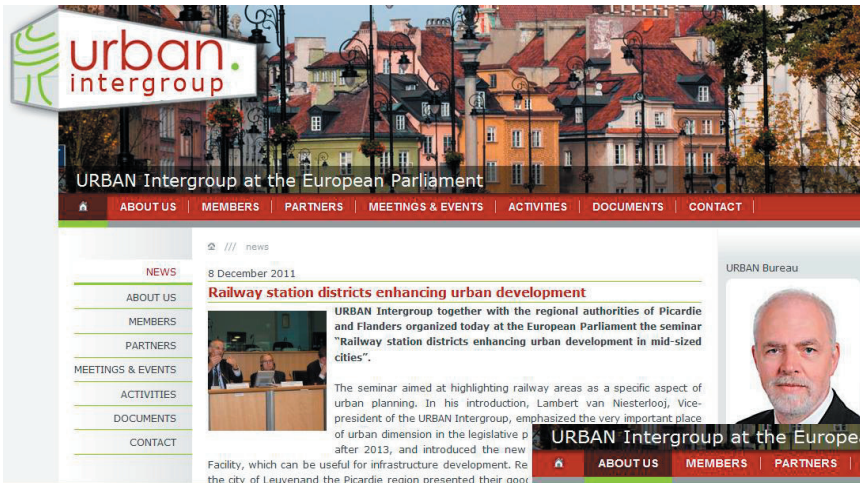 urban.
intergroup
URBAN Intergroup at the European Parliament
ABOUT US MEMBERS PARTNERS MEETINGS & EVENTS ACTIVITIES DOCUMENTS CONTACT
/// news
NEWS
ABOUT US
MEMBERS
PARTNERS
MEETINGS & EVENTS
ACTIVITIES
DOCUMENTS
CONTACT
8 December 2011
Railway station districts enhancing urban development
URBAN Intergroup together with the regional authorities of Picardie
and Flanders organized today at the European Parliament the seminar
“Railway station districts enhancing urban development in mid-sized
cities”.
The seminar aimed at highlighting railway areas as a specific aspect of
urban planning. In his introduction, Lambert van Niesterlooj, Vice-
president of the URBAN Intergroup, emphasized the very important place
of urban dimension in the legislative p
after 2013, and introduced the new
Facility, which can be useful for infrastructure development. Re
the city of Leuvenand the Picardie region presented their good
URBAN Bureau
URBAN Intergroup at the Europe
ABOUT US MEMBERS PARTNERS